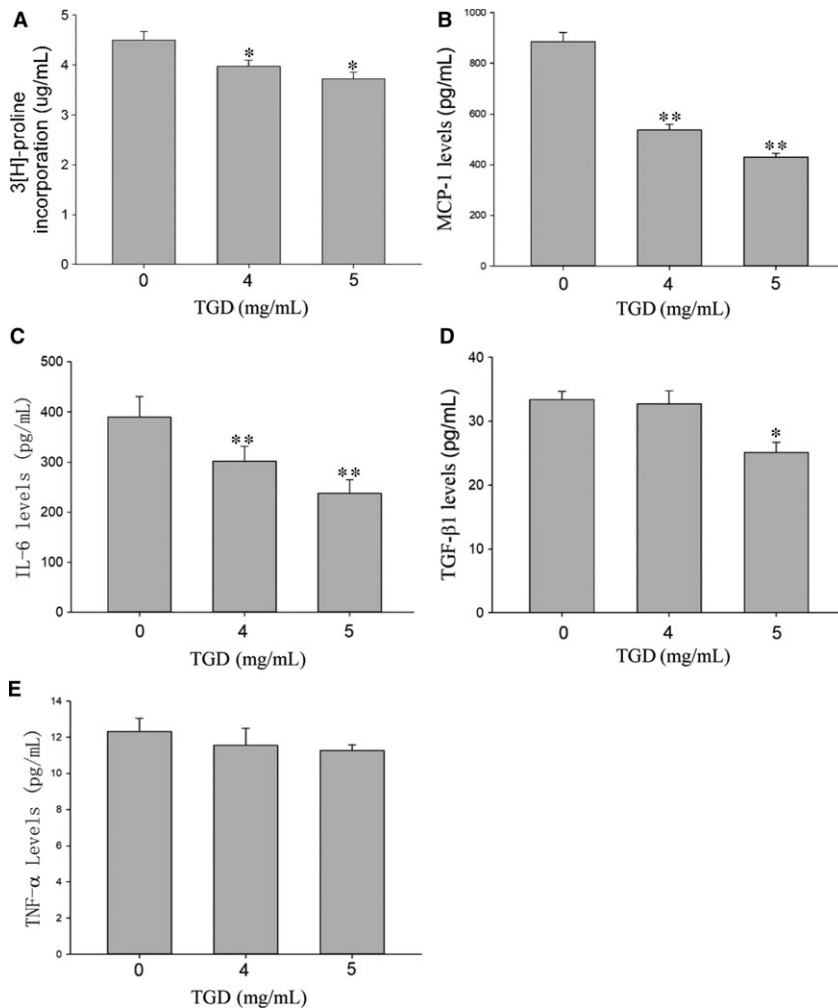 A
3[H]-proline
incorporation (ug/mL)
5
4
3
2
1
0
*
*
0 4 5
TGD (mg/mL)
B
MCP-1 levels (pg/mL)
1000
800
600
400
200
0
**
**
0 4 5
TGD (mg/mL)
C
IL-6 levels (pg/mL)
500
400
300
200
100
0
**
**
0 4 5
TGD (mg/mL)
D
TGF-β1 levels (pg/mL)
40
30
20
10
0
*
0 4 5
TGD (mg/mL)
E
TNF-α Levels (pg/mL)
14
12
10
8
6
4
2
0
0 4 5
TGD (mg/mL)